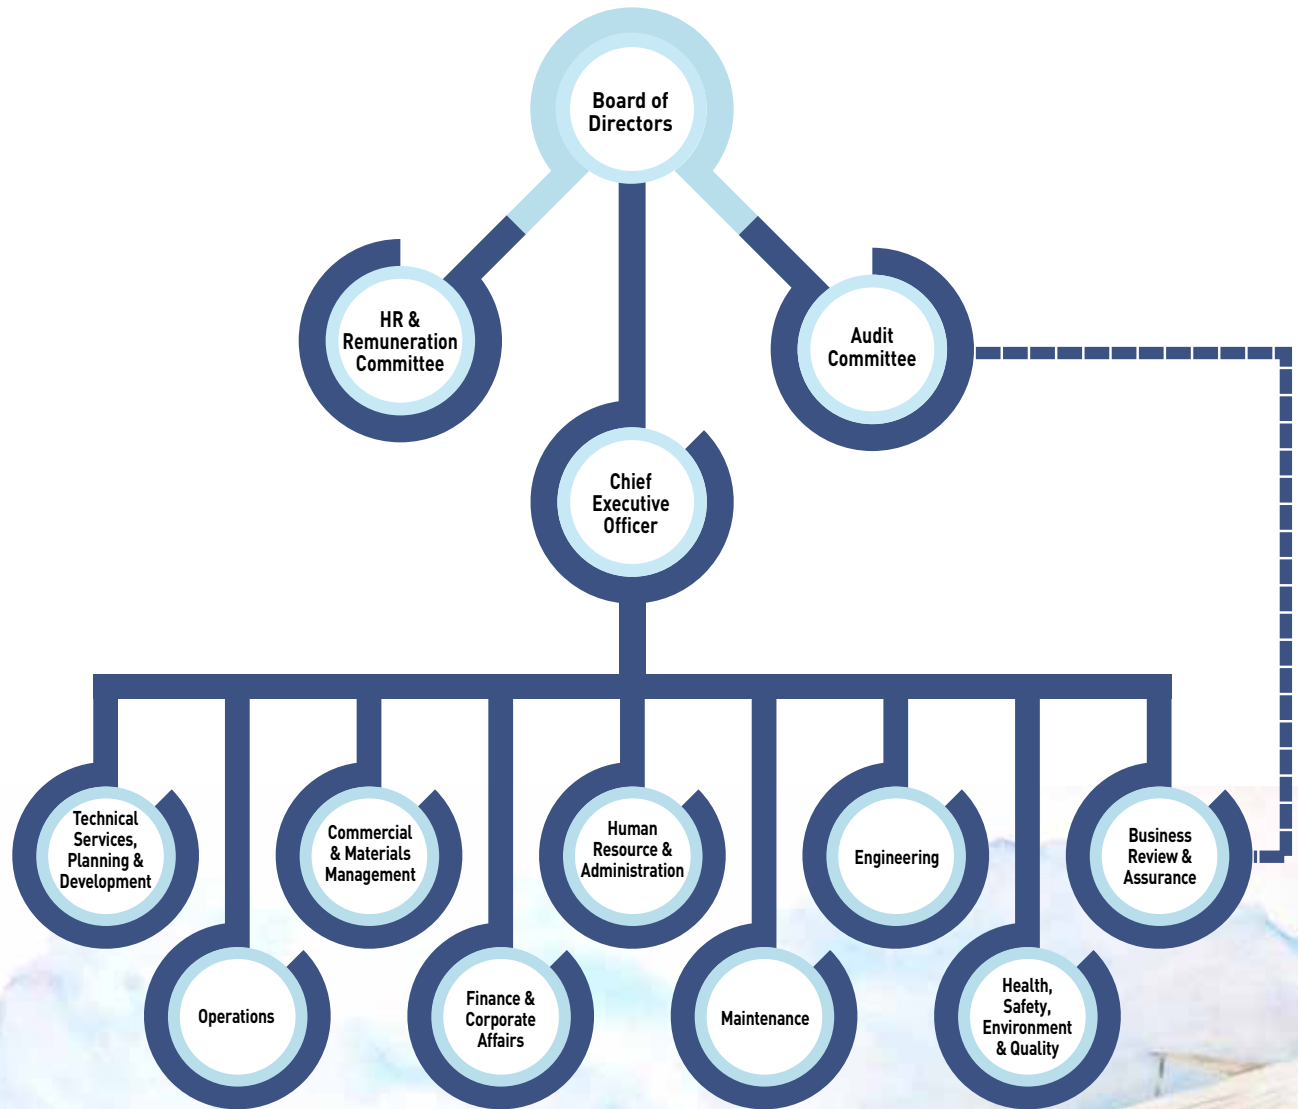 Board of
Directors
HR &
Remuneration
Committee
Audit
Committee
Chief
Executive
Officer
Technical
Services,
Planning &
Development
Commercial
& Materials
Management
Human
Resource &
Administration
Engineering
Business
Review &
Assurance
Operations
Finance &
Corporate
Affairs
Maintenance
Health,
Safety,
Environment
& Quality